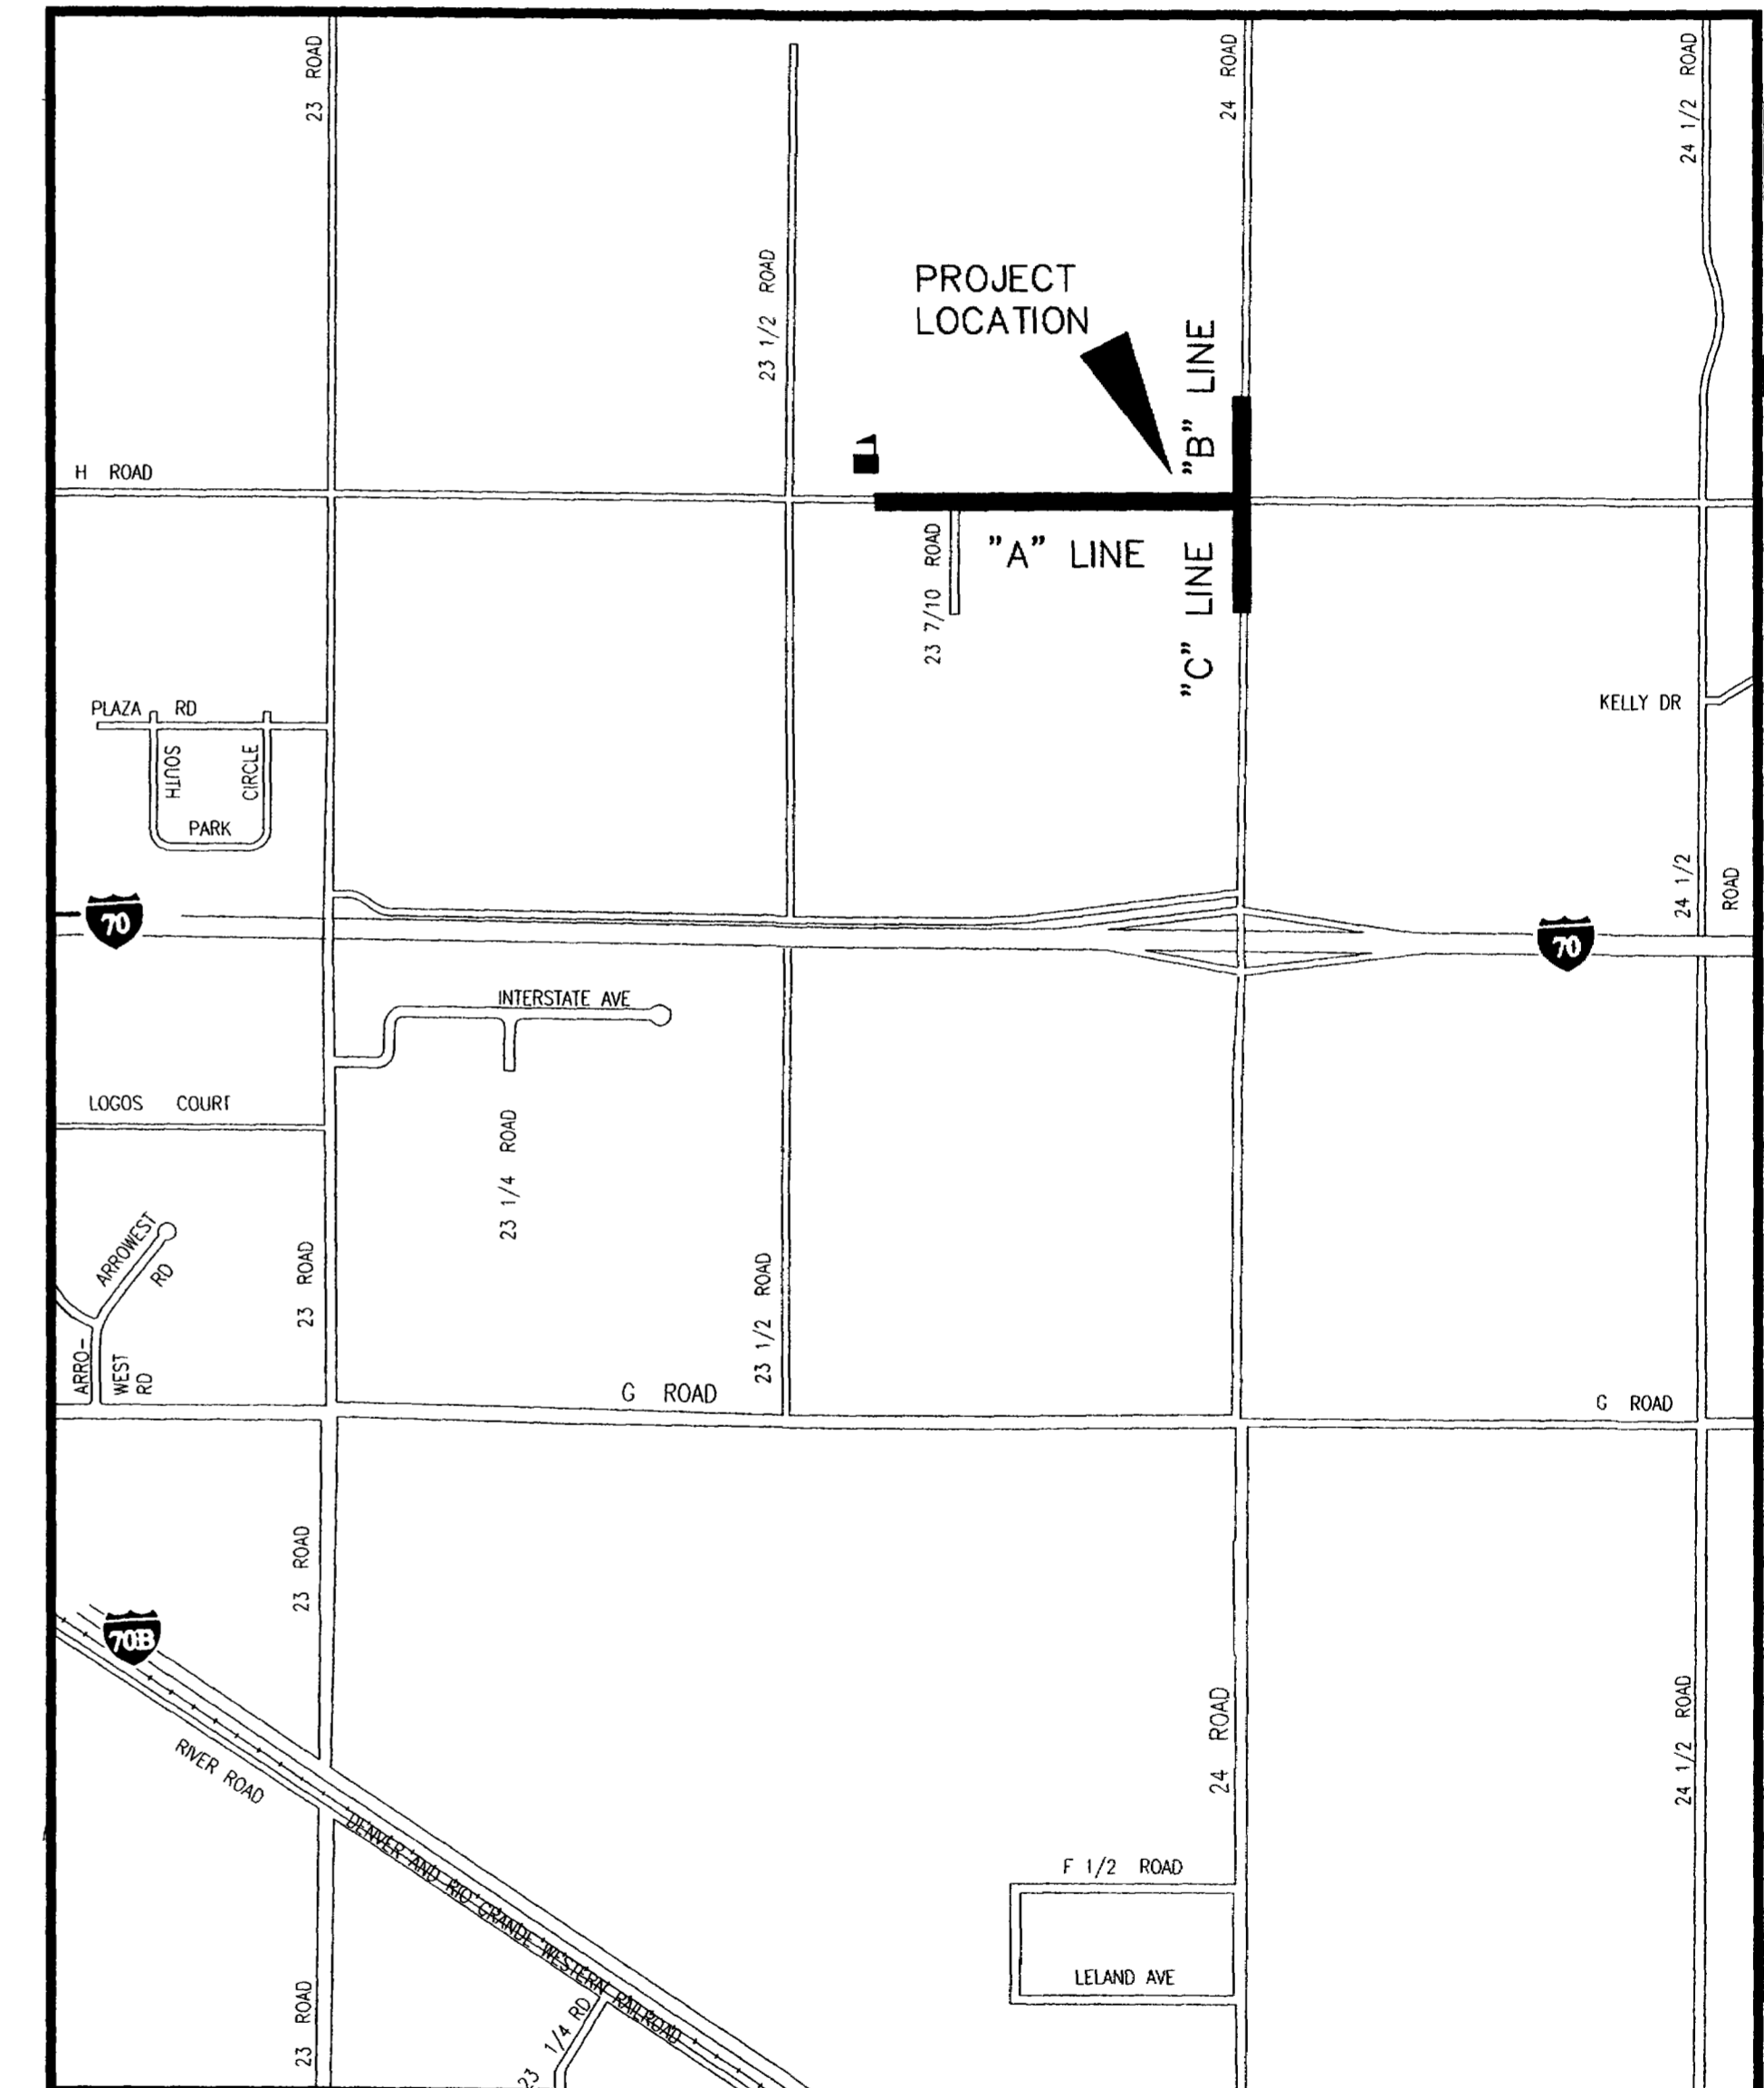 23 ROAD
24 ROAD
24 1/2 ROAD
23 1/2 ROAD
PROJECT
LOCATION
"B" LINE
H ROAD
"A" LINE
23 7/10 ROAD
"C" LINE
PLAZA RD
KELLY DR
SOUTH
CIRCLE
PARK
24 1/2
ROAD
70
70
INTERSTATE AVE
LOGOS COURT
23 1/4 ROAD
ARROWEST
RD
23 ROAD
23 1/2 ROAD
ARRO-
WEST
RD
G ROAD
G ROAD
23 ROAD
70B
24 ROAD
24 1/2 ROAD
RIVER ROAD
DENVER AND RIO GRANDE WESTERN RAILROAD
F 1/2 ROAD
LELAND AVE
23 ROAD
23 1/4 RD